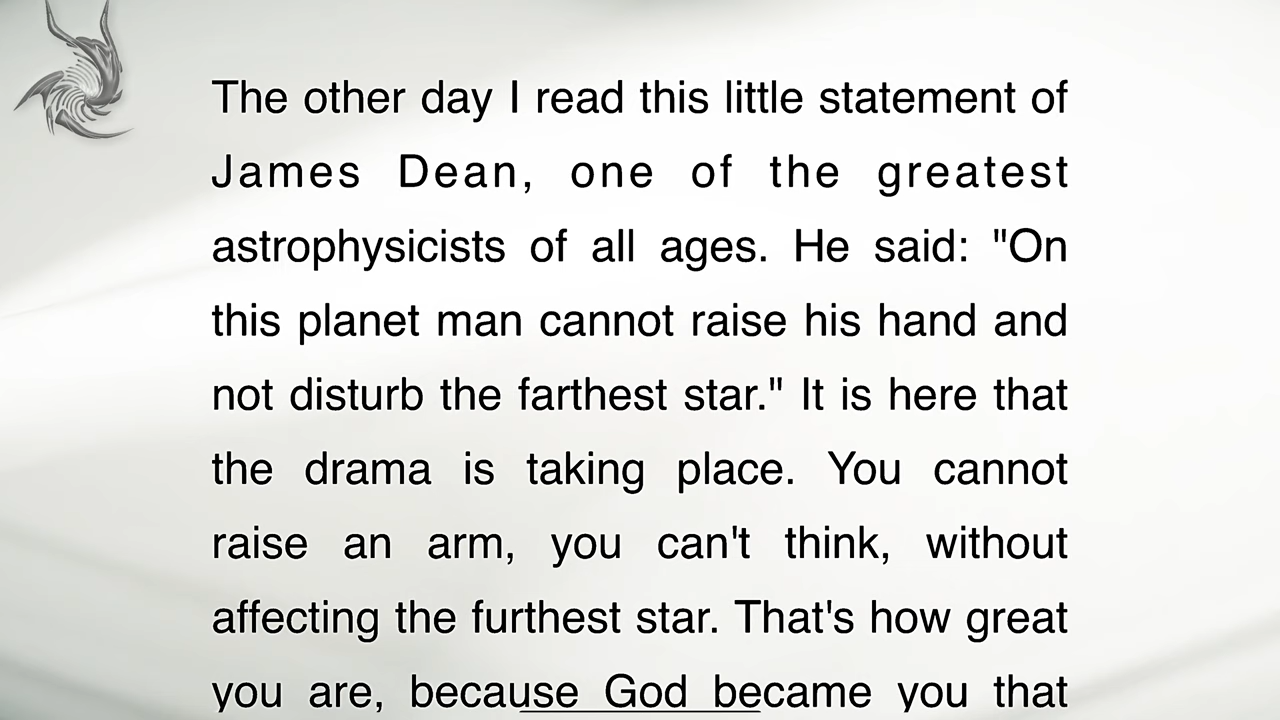 The other day I read this little statement of
James Dean, one of the greatest
astrophysicists of all ages. He said: "On
this planet man cannot raise his hand and
not disturb the farthest star." It is here that
the drama is taking place. You cannot
raise an arm, you can't think, without
affecting the furthest star. That's how great
you are, because God became you that